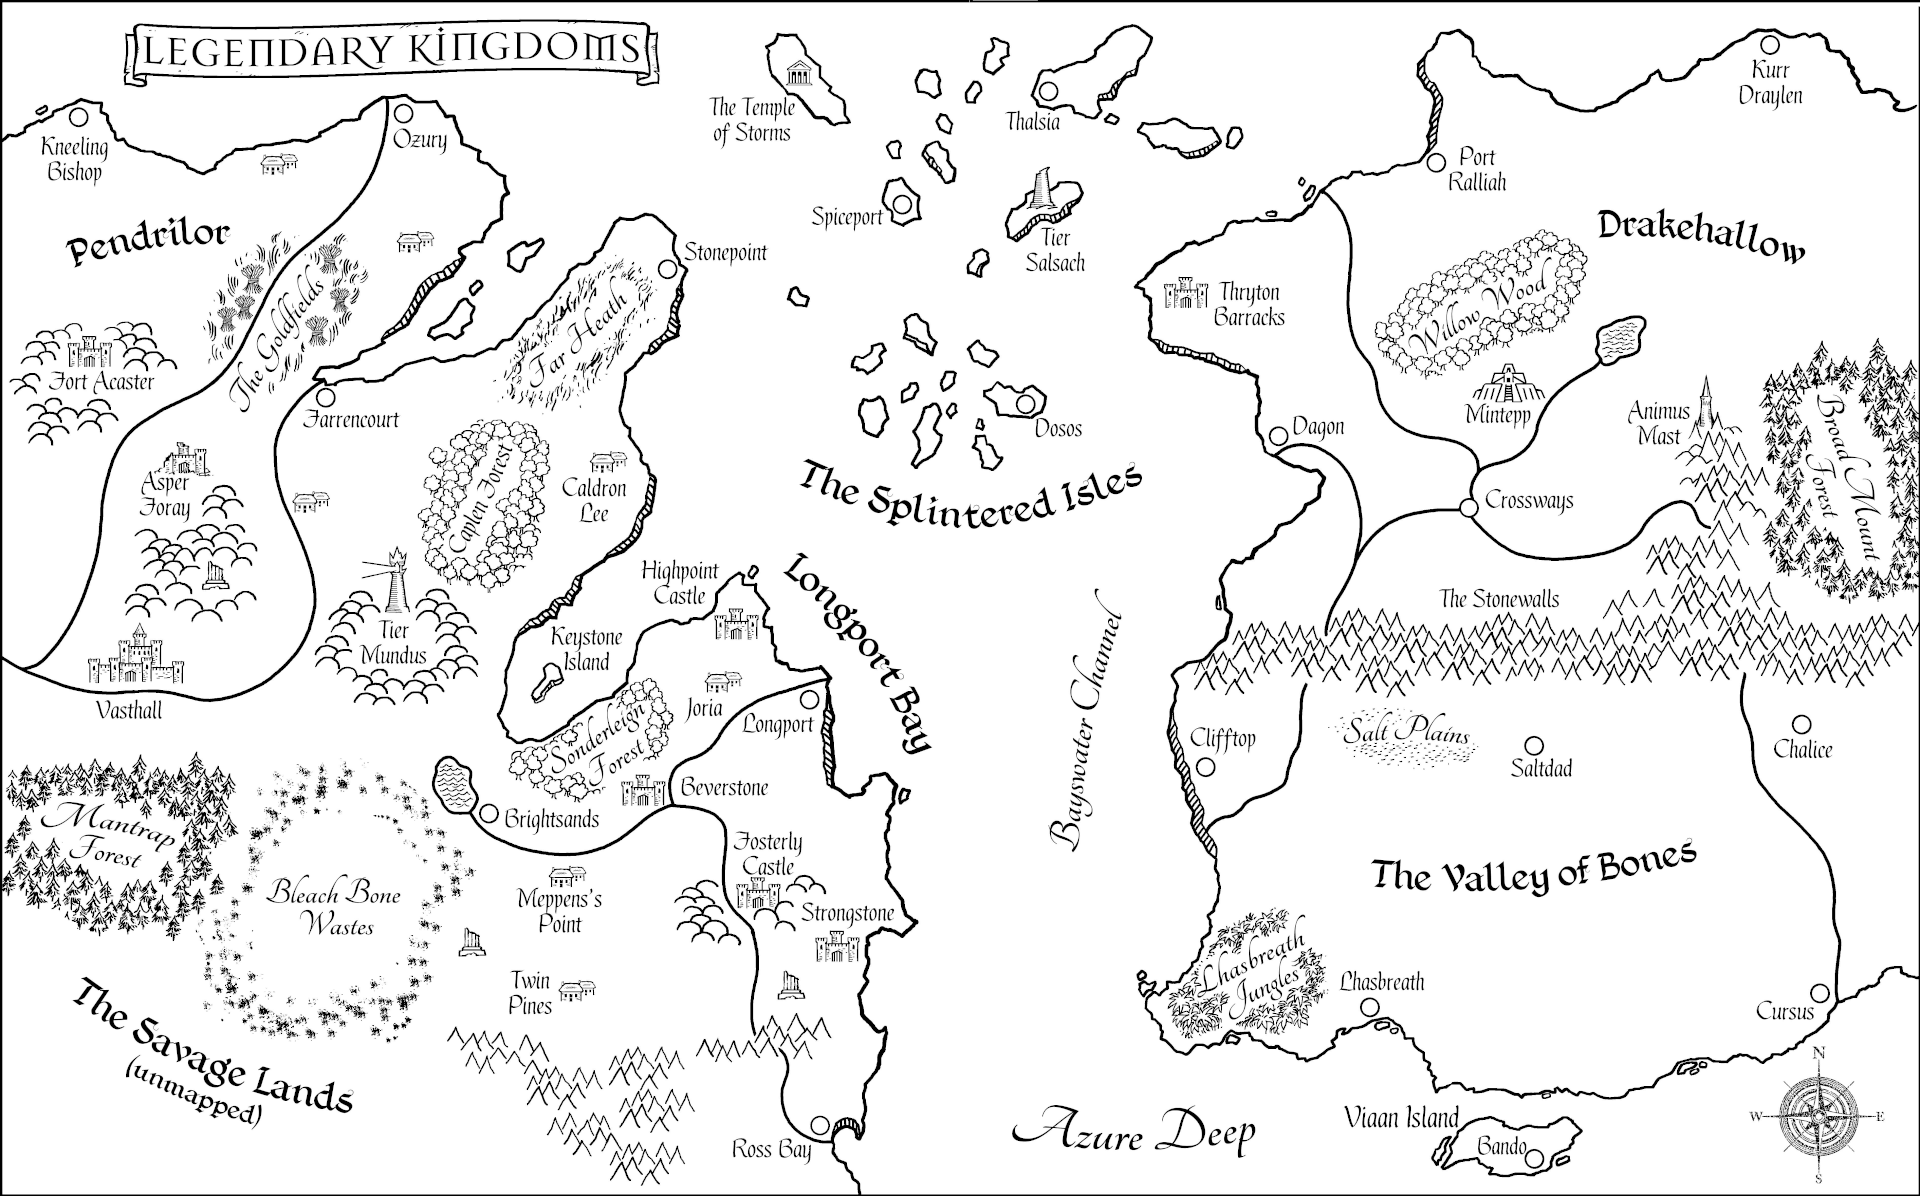 LEGENDARY KINGDOMS
Kneeling
Bishop
Ozury
Pendrilor
The Goldfields
Fort Acaster
Farrencourt
Asper
Foray
Vasthall
Tier
Mundus
Stonepoint
Far Heath
Caplen Forest
Caldron
Lee
Highpoint
Castle
Keystone
Island
Joria
Longport
Longport Bay
Sonderleign
Forest
Beverstone
Brightsands
Mantrap
Forest
Bleach Bone
Wastes
The Savage Lands
(unmapped)
Meppens's
Point
Twin
Pines
Fosterly
Castle
Strongstone
Ross Bay
The Temple
of Storms
Thalsia
Spiceport
Tier
Salsach
Dosos
The Splintered Isles
Bayswater Channel
Azure Deep
Kurr
Draylen
Port
Ralliah
Drakehallow
Thryton
Barracks
Willow Wood
Mintepp
Animus
Mast
Broad Mount
Forest
Dagon
Crossways
The Stonewalls
Clifftop
Salt Plains
Saltdad
Chalice
The Valley of Bones
Lhasbreath
Jungles
Lhasbreath
Cursus
Viaan Island
Bando
N
W
E
S